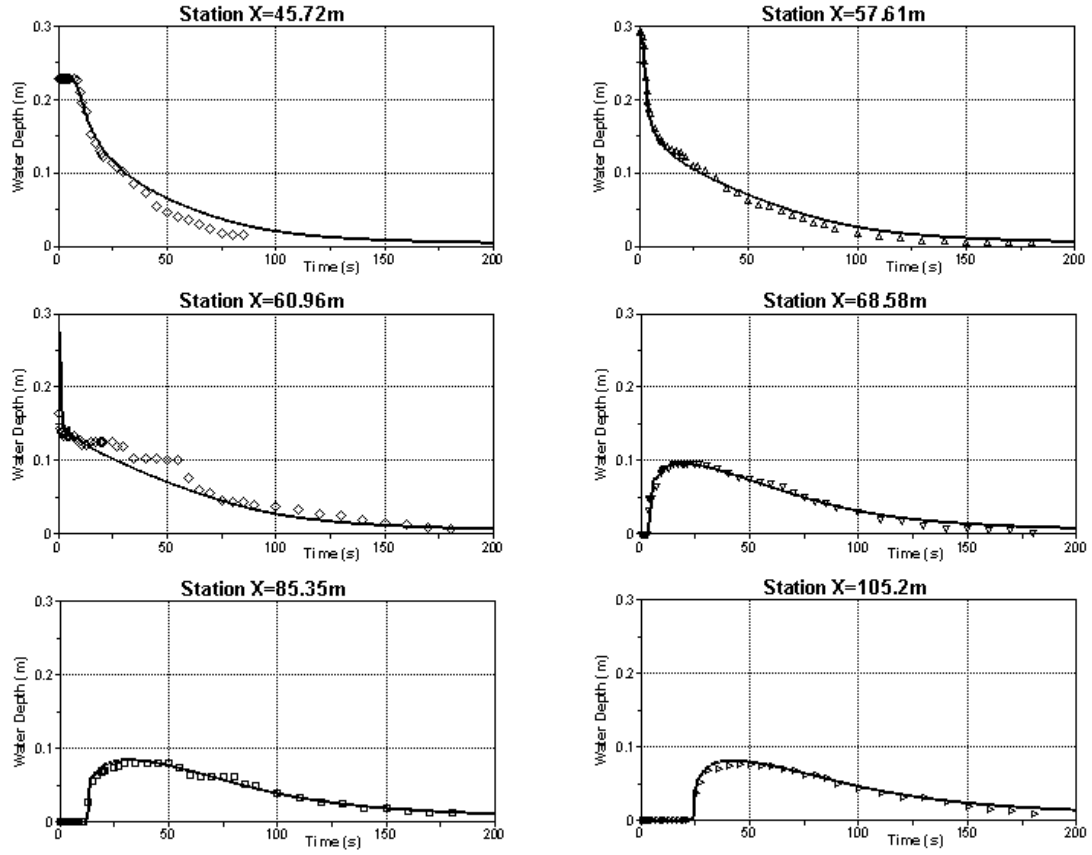 Station X=45.72m
0.3
0.2
0.1
0
Water Depth (m)
0 50 100 150 200
Time (s)
Station X=57.61m
0.3
0.2
0.1
0
Water Depth (m)
0 50 100 150 200
Time (s)
Station X=60.96m
0.3
0.2
0.1
0
Water Depth (m)
0 50 100 150 200
Time (s)
Station X=68.58m
0.3
0.2
0.1
0
Water Depth (m)
0 50 100 150 200
Time (s)
Station X=85.35m
0.3
0.2
0.1
0
Water Depth (m)
0 50 100 150 200
Time (s)
Station X=105.2m
0.3
0.2
0.1
0
Water Depth (m)
0 50 100 150 200
Time (s)